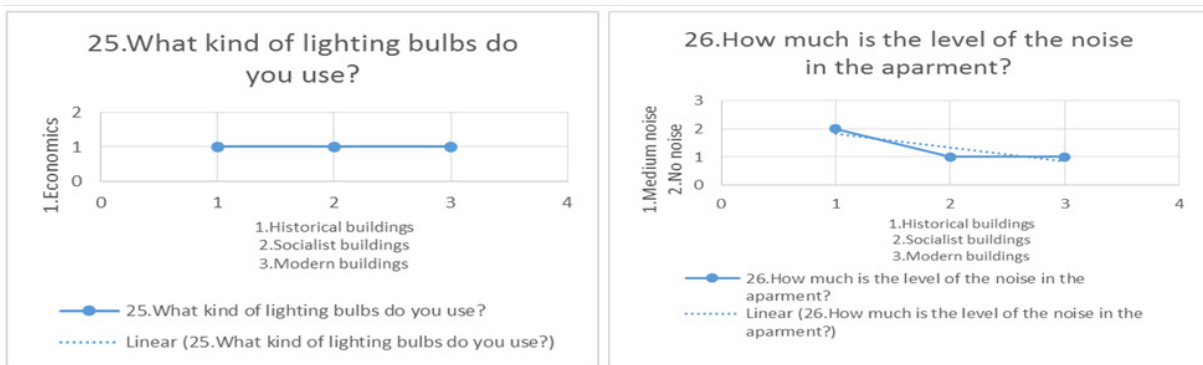 25.What kind of lighting bulbs do
you use?
1.Economics
2
1
0
0
1
2
3
4
1.Historical buildings
2.Socialist buildings
3.Modern buildings
25.What kind of lighting bulbs do you use?
Linear (25.What kind of lighting bulbs do you use?)
26.How much is the level of the noise
in the aparment?
1.Medium noise
2.No noise
3
2
1
0
0
1
2
3
4
1.Historical buildings
2.Socialist buildings
3.Modern buildings
26.How much is the level of the noise in the
aparment?
Linear (26.How much is the level of the noise in the
aparment?)